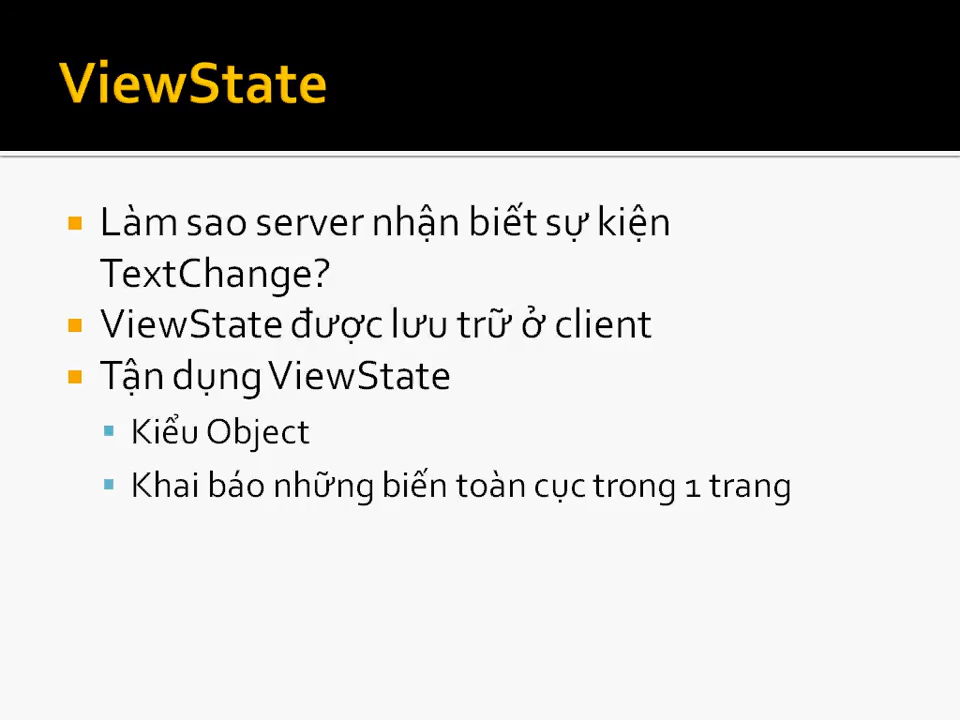 ViewState
Làm sao server nhận biết sự kiện
TextChange?
ViewState được lưu trữ ở client
Tận dụng ViewState
Kiểu Object
Khai báo những biến toàn cục trong 1 trang